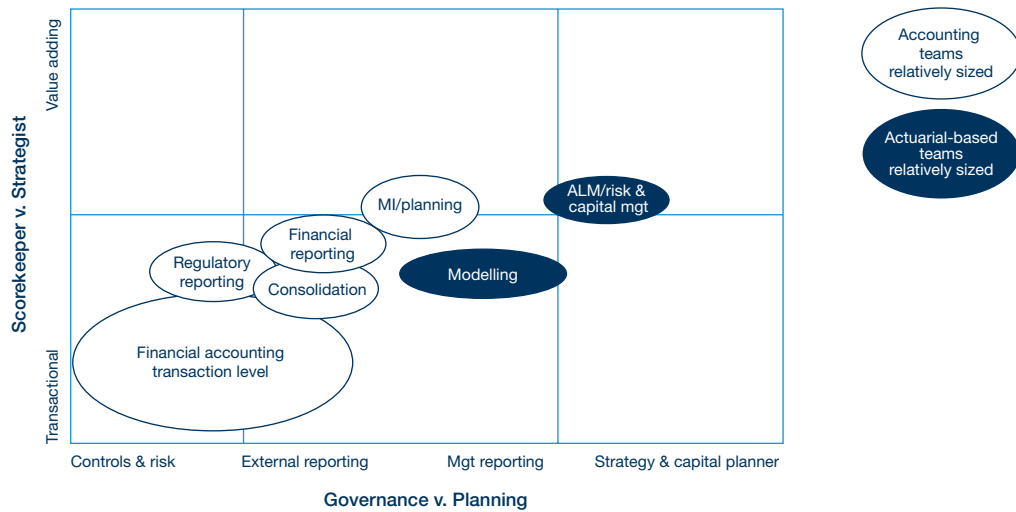 Scorekeeper v. Strategist
Value adding
Transactional
Accounting
teams
relatively sized
Actuarial-based
teams
relatively sized
ALM/risk &
capital mgt
MI/planning
Financial
reporting
Regulatory
reporting
Modelling
Consolidation
Financial accounting
transaction level
Controls & risk
External reporting
Mgt reporting
Strategy & capital planner
Governance v. Planning